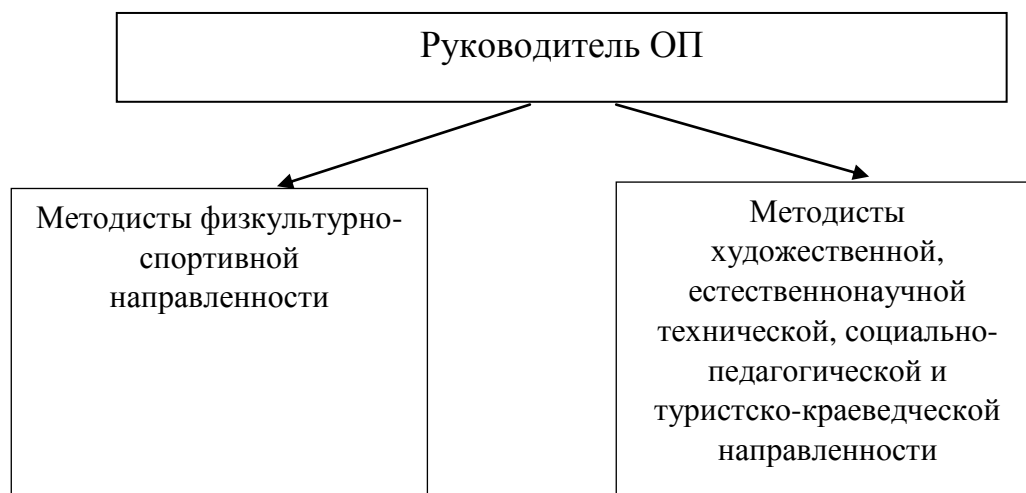 Руководитель ОП
Методисты физкультурно-
спортивной
направленности
Методисты
художественной,
естественнонаучной
технической, социально-
педагогической и
туристско-краеведческой
направленности